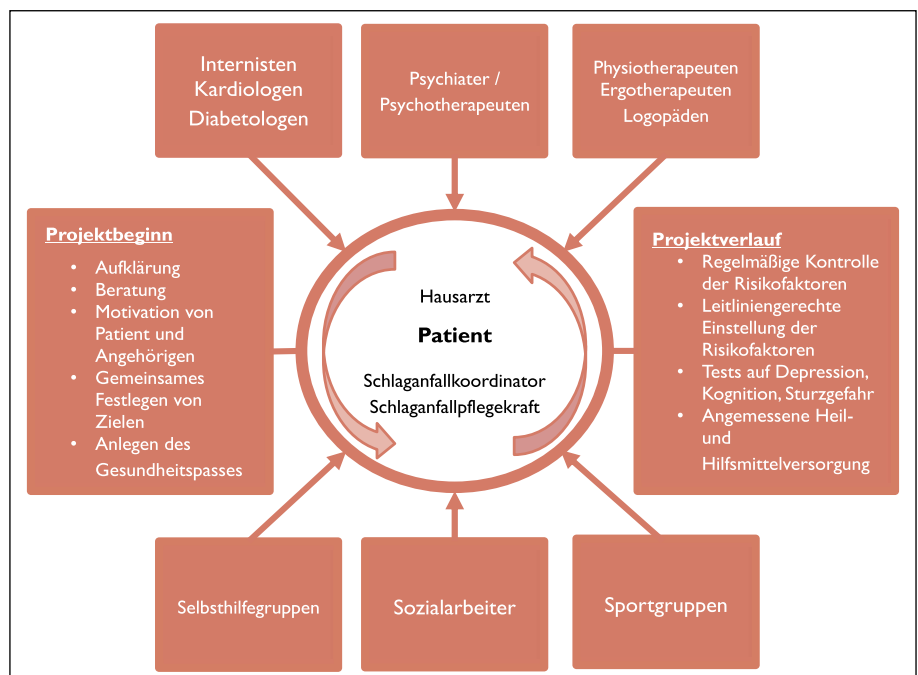 Internisten
Kardiologen
Diabetologen
Psychiater /
Psychotherapeuten
Physiotherapeuten
Ergotherapeuten
Logopäden
Projektbeginn
• Aufklärung
• Beratung
• Motivation von
Patient und
Angehörigen
• Gemeinsames
Festlegen von
Zielen
• Anlegen des
Gesundheitspasses
Hausarzt
Patient
Schlaganfallkoordinator
Schlaganfallpflegekraft
Projektverlauf
• Regelmäßige Kontrolle
der Risikofaktoren
• Leitliniengerechte
Einstellung der
Risikofaktoren
• Tests auf Depression,
Kognition, Sturzgefahr
• Angemessene Heil-
und
Hilfsmittelversorgung
Selbsthilfegruppen
Sozialarbeiter
Sportgruppen